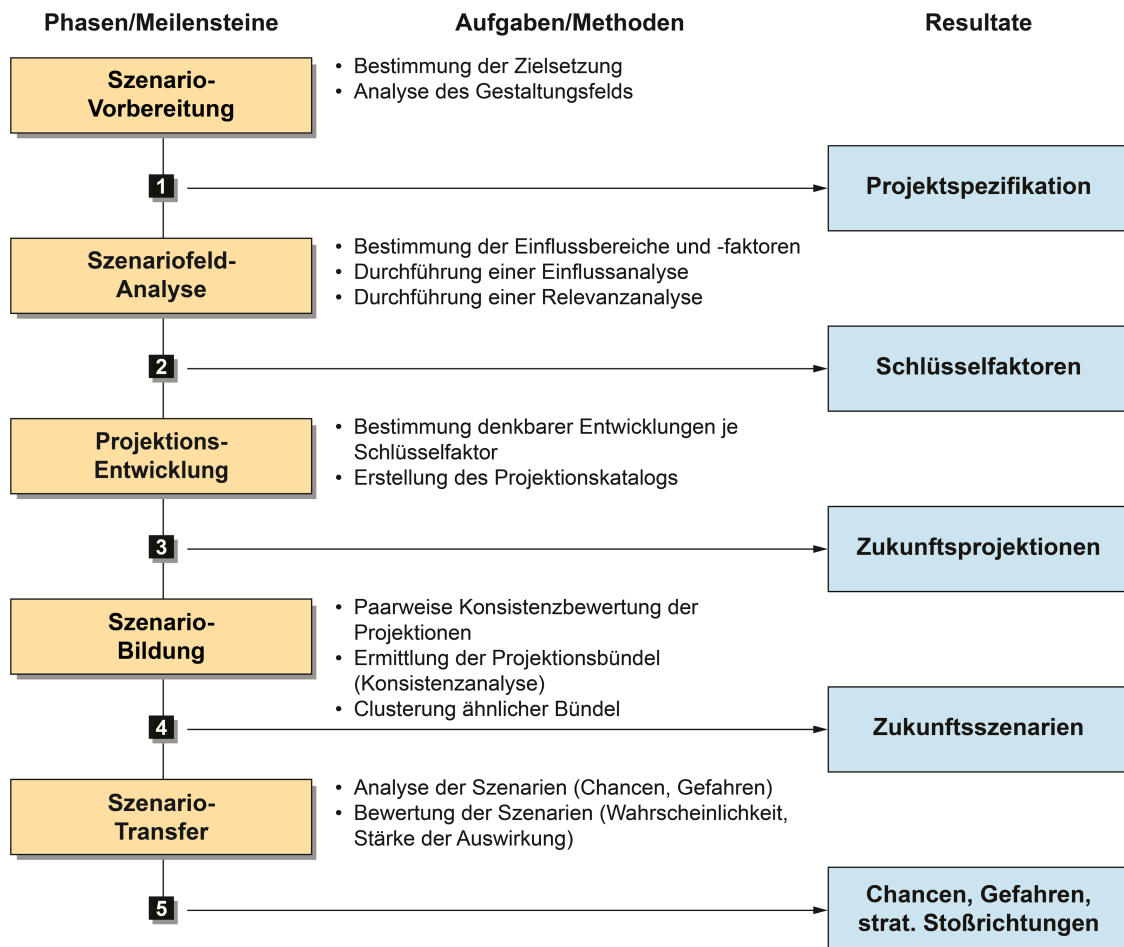 Phasen/Meilensteine
Aufgaben/Methoden
Resultate
Szenario-
Vorbereitung
• Bestimmung der Zielsetzung
• Analyse des Gestaltungsfelds
1
Projektspezifikation
Szenariofeld-
Analyse
• Bestimmung der Einflussbereiche und -faktoren
• Durchführung einer Einflussanalyse
• Durchführung einer Relevanzanalyse
2
Schlüsselfaktoren
Projektions-
Entwicklung
• Bestimmung denkbarer Entwicklungen je
Schlüsselfaktor
• Erstellung des Projektionskatalogs
3
Zukunftsprojektionen
Szenario-
Bildung
• Paarweise Konsistenzbewertung der
Projektionen
• Ermittlung der Projektionsbündel
(Konsistenzanalyse)
• Clusterung ähnlicher Bündel
4
Zukunftsszenarien
Szenario-
Transfer
• Analyse der Szenarien (Chancen, Gefahren)
• Bewertung der Szenarien (Wahrscheinlichkeit,
Stärke der Auswirkung)
5
Chancen, Gefahren,
strat. Stoßrichtungen